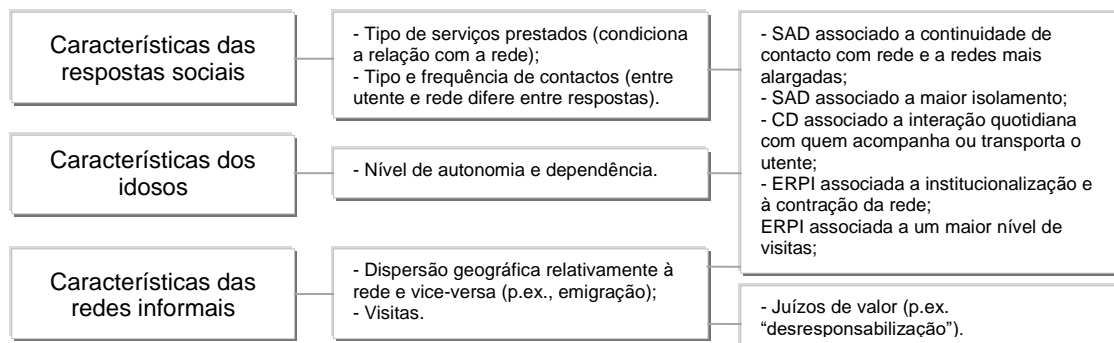 Características das
respostas sociais
- Tipo de serviços prestados (condiciona
a relação com a rede);
- Tipo e frequência de contactos (entre
utente e rede difere entre respostas).
- SAD associado a continuidade de
contacto com rede e a redes mais
alargadas;
- SAD associado a maior isolamento;
- CD associado a interação quotidiana
com quem acompanha ou transporta o
utente;
- ERPI associada a institucionalização e
à contração da rede;
ERPI associada a um maior nível de
visitas;
Características dos
idosos
- Nível de autonomia e dependência.
Características das
redes informais
- Dispersão geográfica relativamente à
rede e vice-versa (p.ex., emigração);
- Visitas.
- Juízos de valor (p.ex.
“desresponsabilização”).